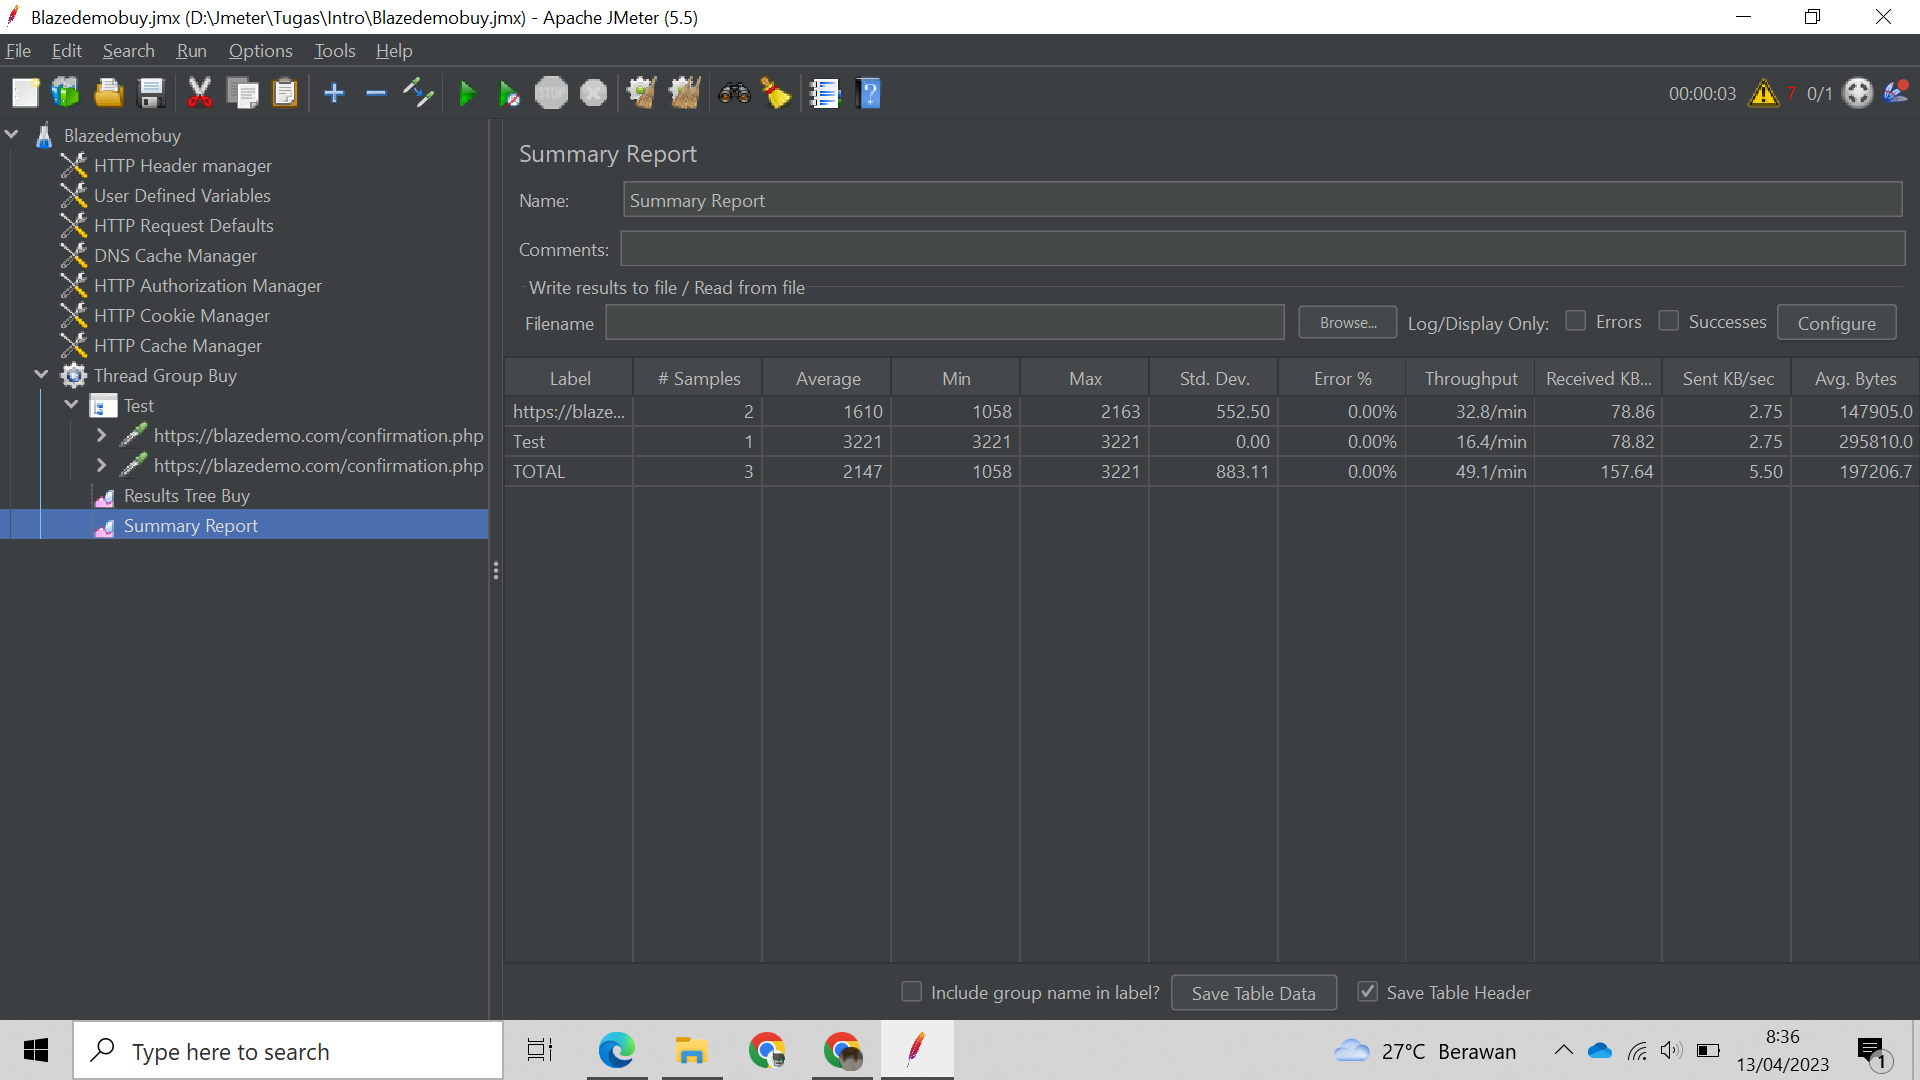 Blazedemobuy.jmx (D:\Jmeter\Tugas\Intro\Blazedemobuy.jmx) - Apache JMeter (5.5)
File Edit Search Run Options Tools Help
STOP ? 00:00:03 7 0/1
Blazedemobuy
HTTP Header manager
User Defined Variables
HTTP Request Defaults
DNS Cache Manager
HTTP Authorization Manager
HTTP Cookie Manager
HTTP Cache Manager
Thread Group Buy
Test
https://blazedemo.com/confirmation.php
https://blazedemo.com/confirmation.php
Results Tree Buy
Summary Report
Summary Report
Name: Summary Report
Comments:
Write results to file / Read from file
Filename Browse... Log/Display Only: Errors Successes Configure
Label # Samples Average Min Max Std. Dev. Error % Throughput Received KB... Sent KB/sec Avg. Bytes
https://blaze... 2 1610 1058 2163 552.50 0.00% 32.8/min 78.86 2.75 147905.0
Test 1 3221 3221 3221 0.00 0.00% 16.4/min 78.82 2.75 295810.0
TOTAL 3 2147 1058 3221 883.11 0.00% 49.1/min 157.64 5.50 197206.7
Include group name in label? Save Table Data Save Table Header
Type here to search
27°C Berawan
8:36
13/04/2023
1